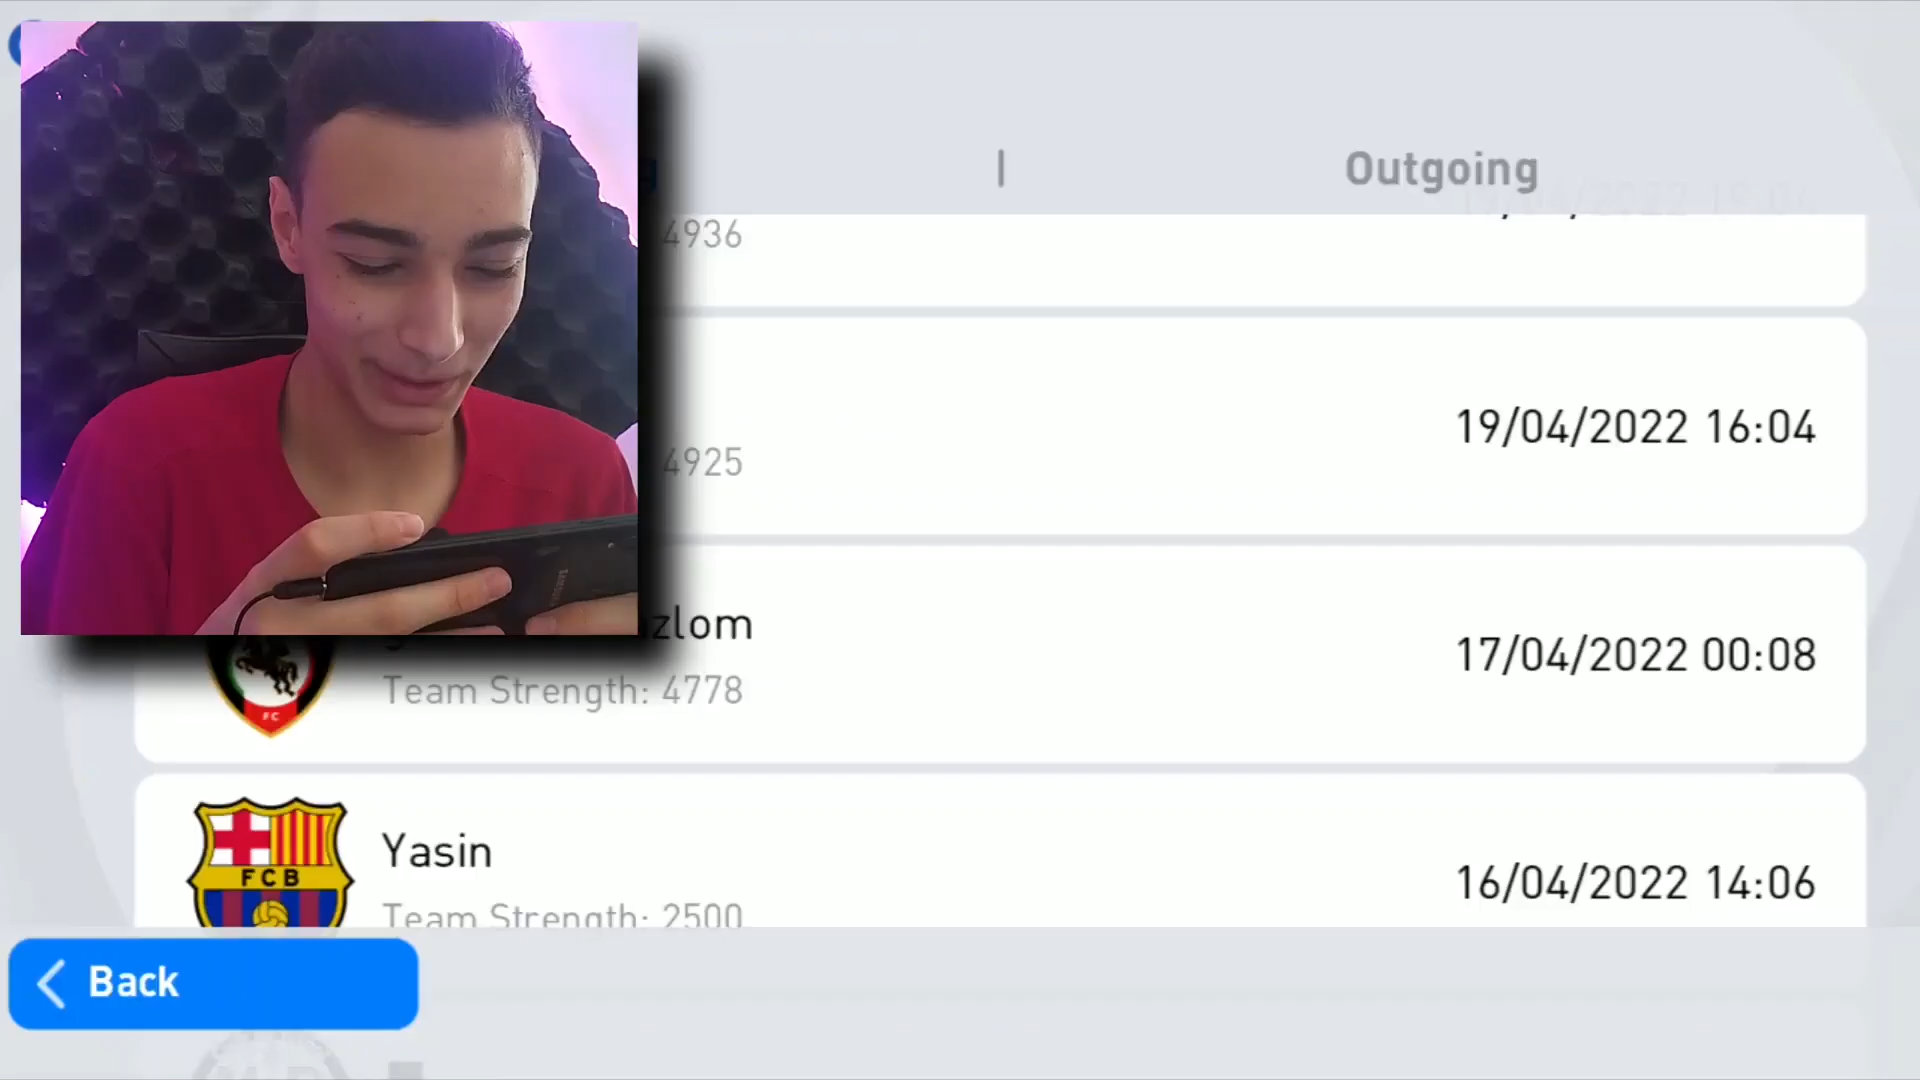 Outgoing
4936
19/04/2022 16:04
4925
zlom
17/04/2022 00:08
Team Strength: 4778
FC
Yasin
FCB
16/04/2022 14:06
Team Strength: 2500
Back